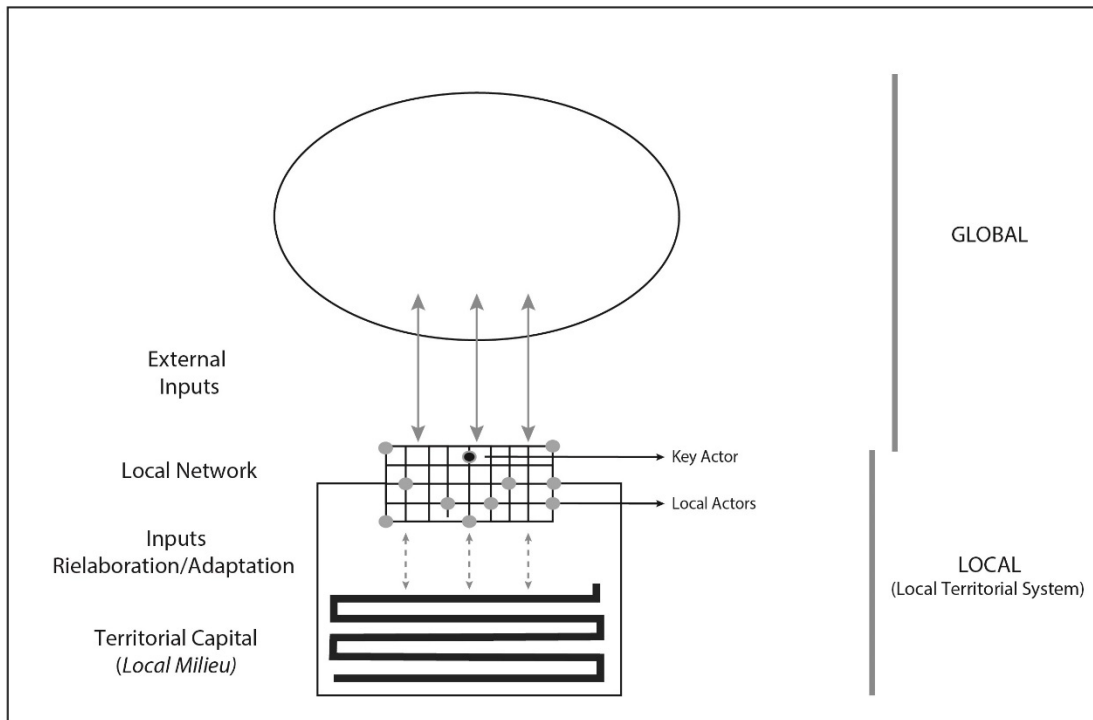 GLOBAL
External
Inputs
Local Network
Key Actor
Local Actors
Inputs
Rielaboration/Adaptation
LOCAL
(Local Territorial System)
Territorial Capital
(Local Milieu)